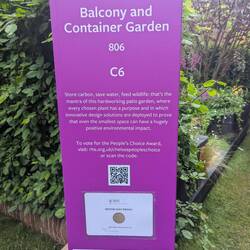 Balcony and
Container Garden
806
C6
Store carbon, save water, feed wildlife: that's the
mantra of this hardworking patio garden, where
every chosen plant has a purpose and in which
innovative design solutions are deployed to prove
that even the smallest space can have a hugely
positive environmental impact.
To vote for the People's Choice Award,
visit: rhs.org.uk/chelseapeopleschoice
or scan the code: